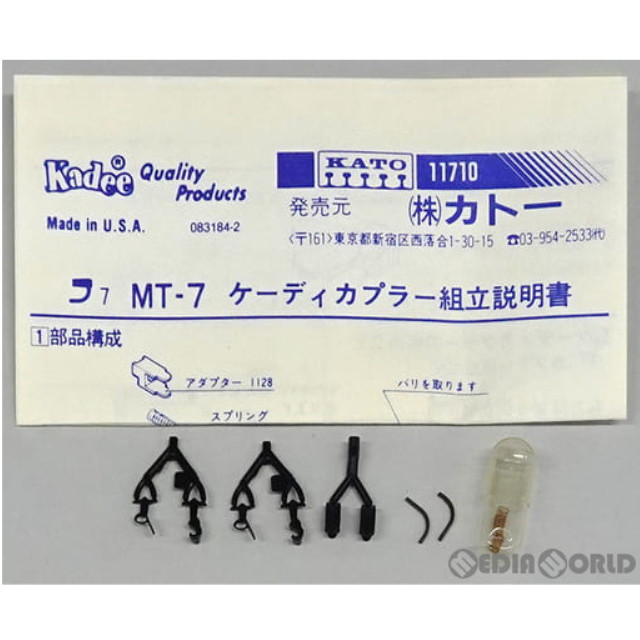 Kadee® Quality Products
KATO 11710
Made in U.S.A. 083184-2
発売元 (株)カトー
〈〒161〉東京都新宿区西落合1-30-15 ☎03-954-2533(代)
コ7 MT-7 ケーディカプラー組立説明書
1 部品構成
アダプター 1128
バリを取ります
スプリング
MEDIAWORLD